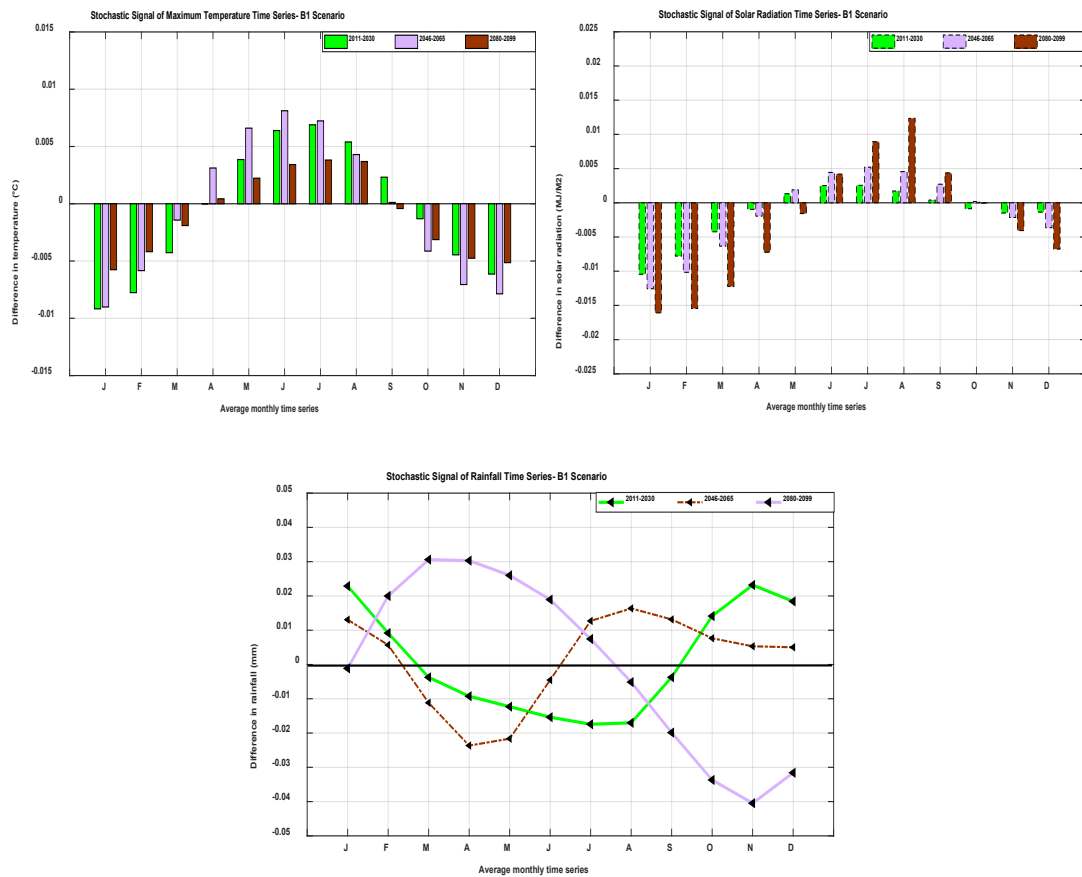 Stochastic Signal of Maximum Temperature Time Series- B1 Scenario
2011-2030 2046-2065 2080-2099
0.015
0.01
0.005
0
-0.005
-0.01
-0.015
Difference in temperature (°C)
J F M A M J J A S O N D
Average monthly time series
Stochastic Signal of Solar Radiation Time Series- B1 Scenario
2011-2030 2046-2065 2080-2099
0.025
0.02
0.015
0.01
0.005
0
-0.005
-0.01
-0.015
-0.02
-0.025
Difference in solar radiation (MJ/M2)
J F M A M J J A S O N D
Average monthly time series
Stochastic Signal of Rainfall Time Series- B1 Scenario
2011-2030 2046-2065 2080-2099
0.05
0.04
0.03
0.02
0.01
0
-0.01
-0.02
-0.03
-0.04
-0.05
Difference in rainfall (mm)
J F M A M J J A S O N D
Average monthly time series